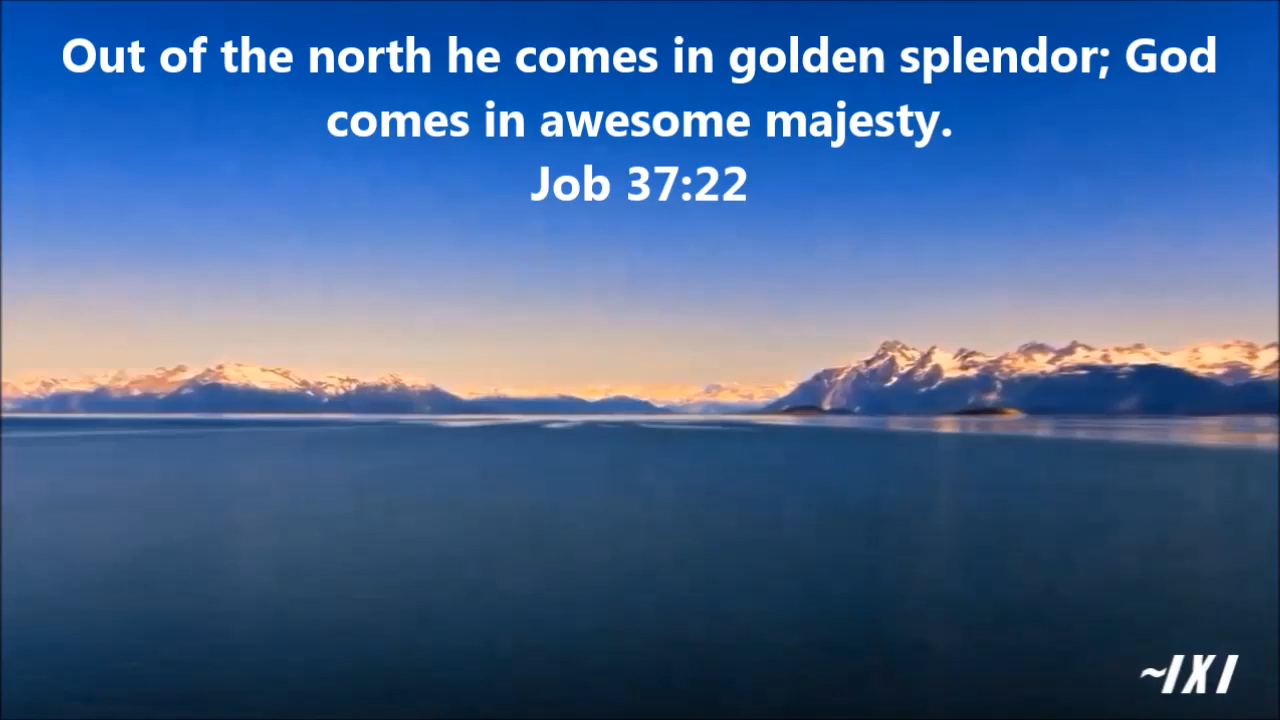 Out of the north he comes in golden splendor; God
comes in awesome majesty.
Job 37:22
~IXI